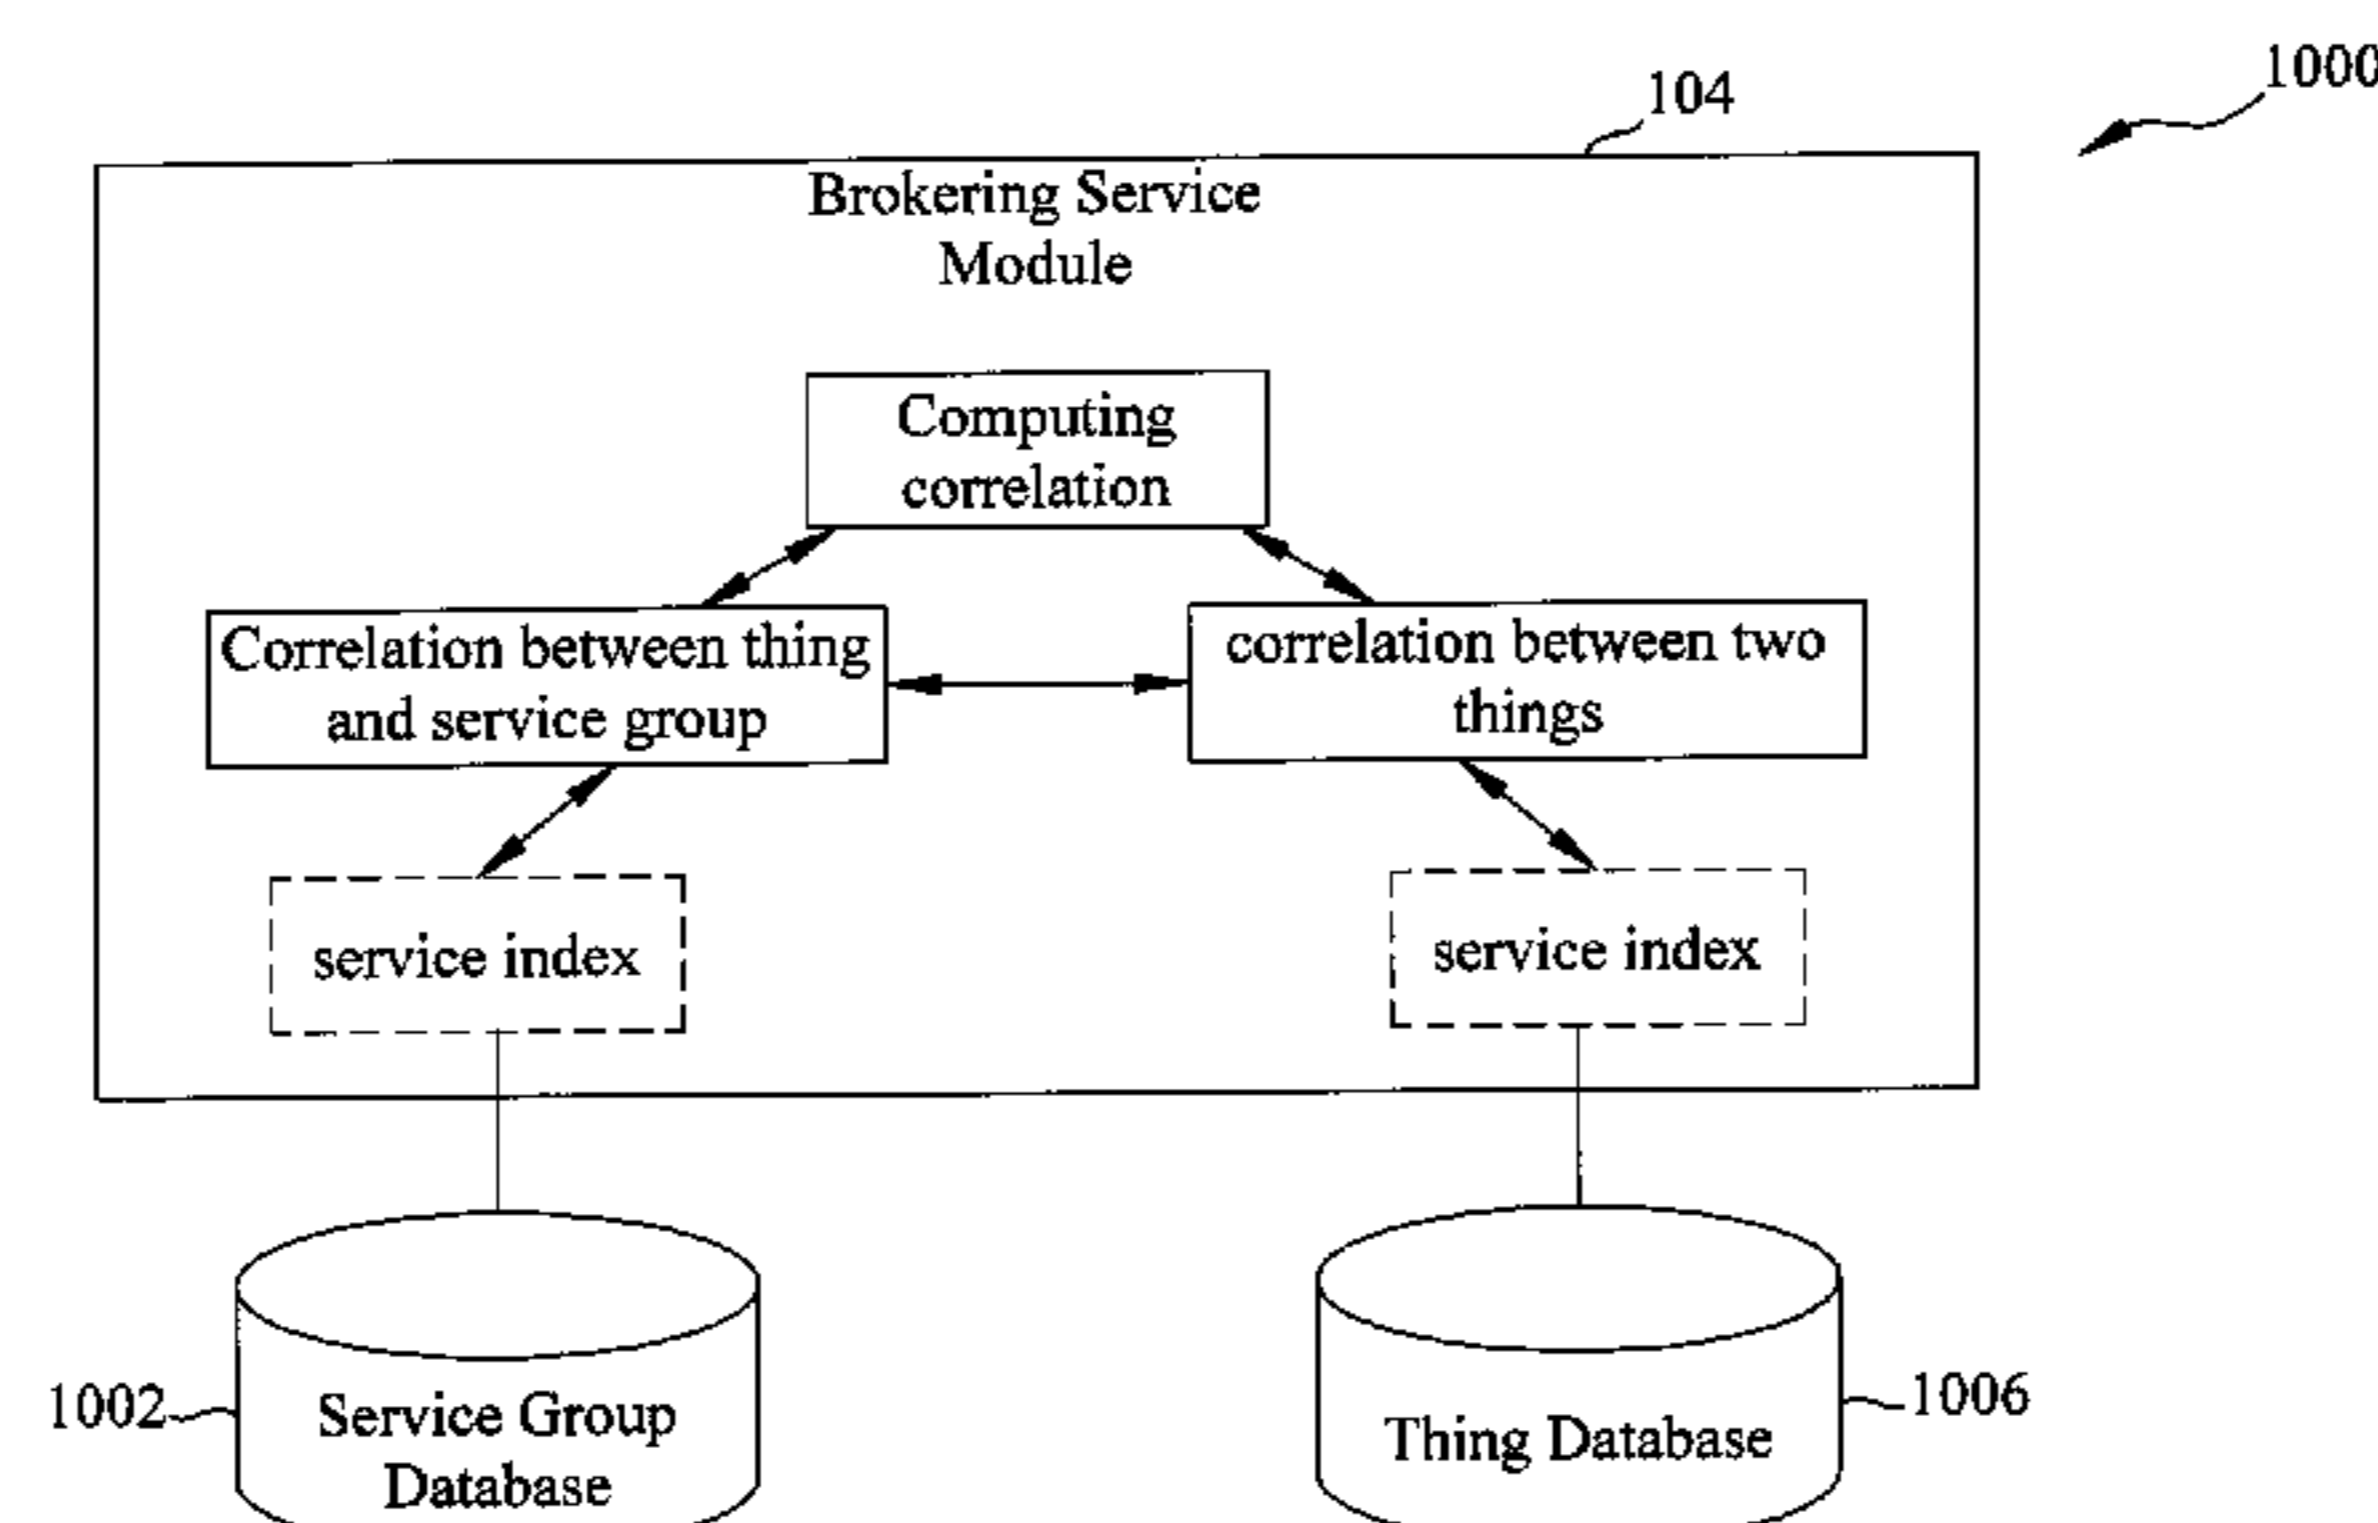 1000
104
Brokering Service
Module
Computing
correlation
Correlation between thing
and service group
correlation between two
things
service index
service index
1002
Service Group
Database
Thing Database
1006